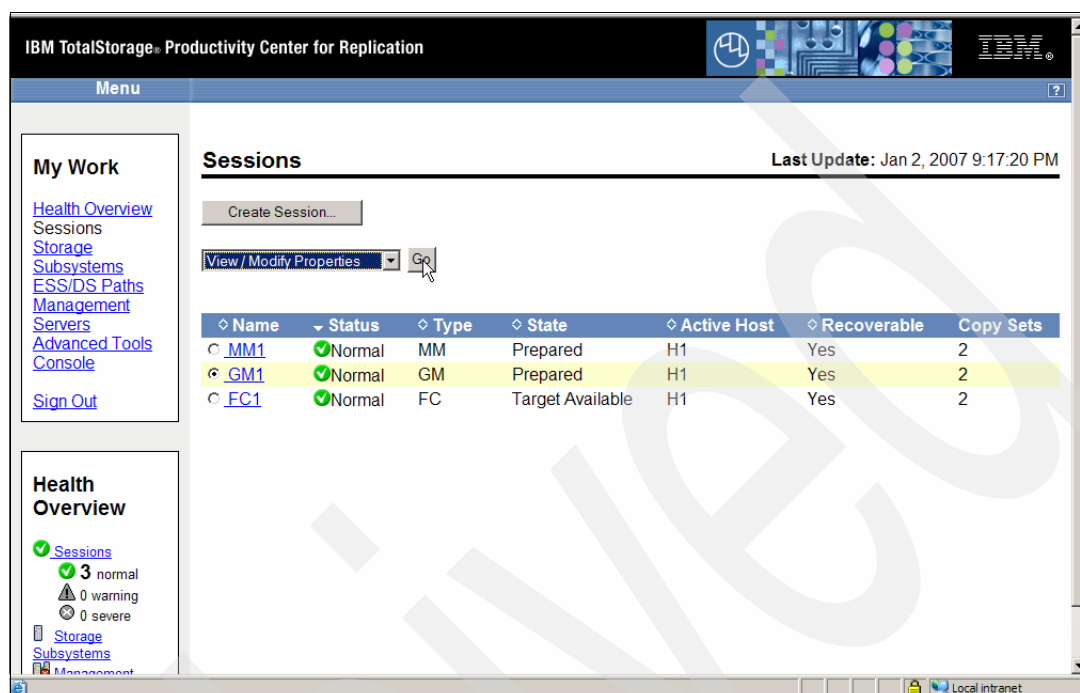 IBM TotalStorage® Productivity Center for Replication
IBM®
Menu
?
My Work
Health Overview
Sessions
Storage
Subsystems
ESS/DS Paths
Management
Servers
Advanced Tools
Console
Sign Out
Sessions
Last Update: Jan 2, 2007 9:17:20 PM
Create Session...
View / Modify Properties
Go
Name Status Type State Active Host Recoverable Copy Sets
MM1 Normal MM Prepared H1 Yes 2
GM1 Normal GM Prepared H1 Yes 2
FC1 Normal FC Target Available H1 Yes 2
Health
Overview
Sessions
3 normal
0 warning
0 severe
Storage
Subsystems
Management
Local intranet